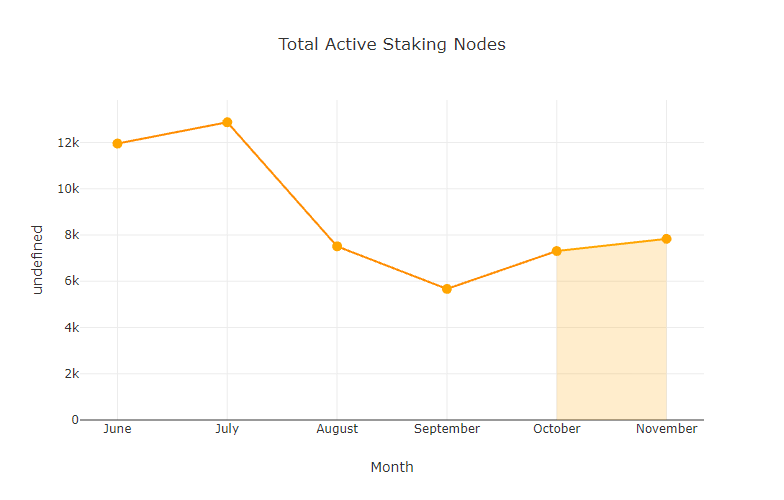 Total Active Staking Nodes
12k
10k
8k
6k
4k
2k
0
undefined
June July August September October November
Month